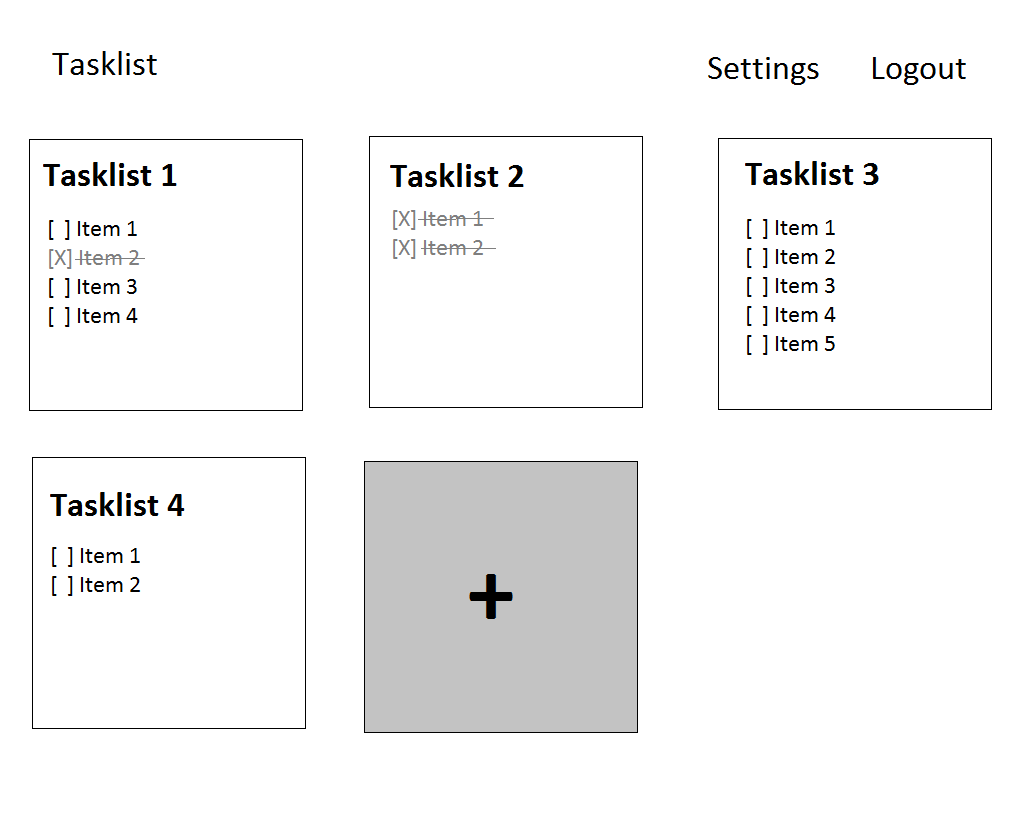 Tasklist
Settings
Logout
Tasklist 1
[ ] Item 1
[X] Item 2
[ ] Item 3
[ ] Item 4
Tasklist 2
[X] Item 1
[X] Item 2
Tasklist 3
[ ] Item 1
[ ] Item 2
[ ] Item 3
[ ] Item 4
[ ] Item 5
Tasklist 4
[ ] Item 1
[ ] Item 2
+